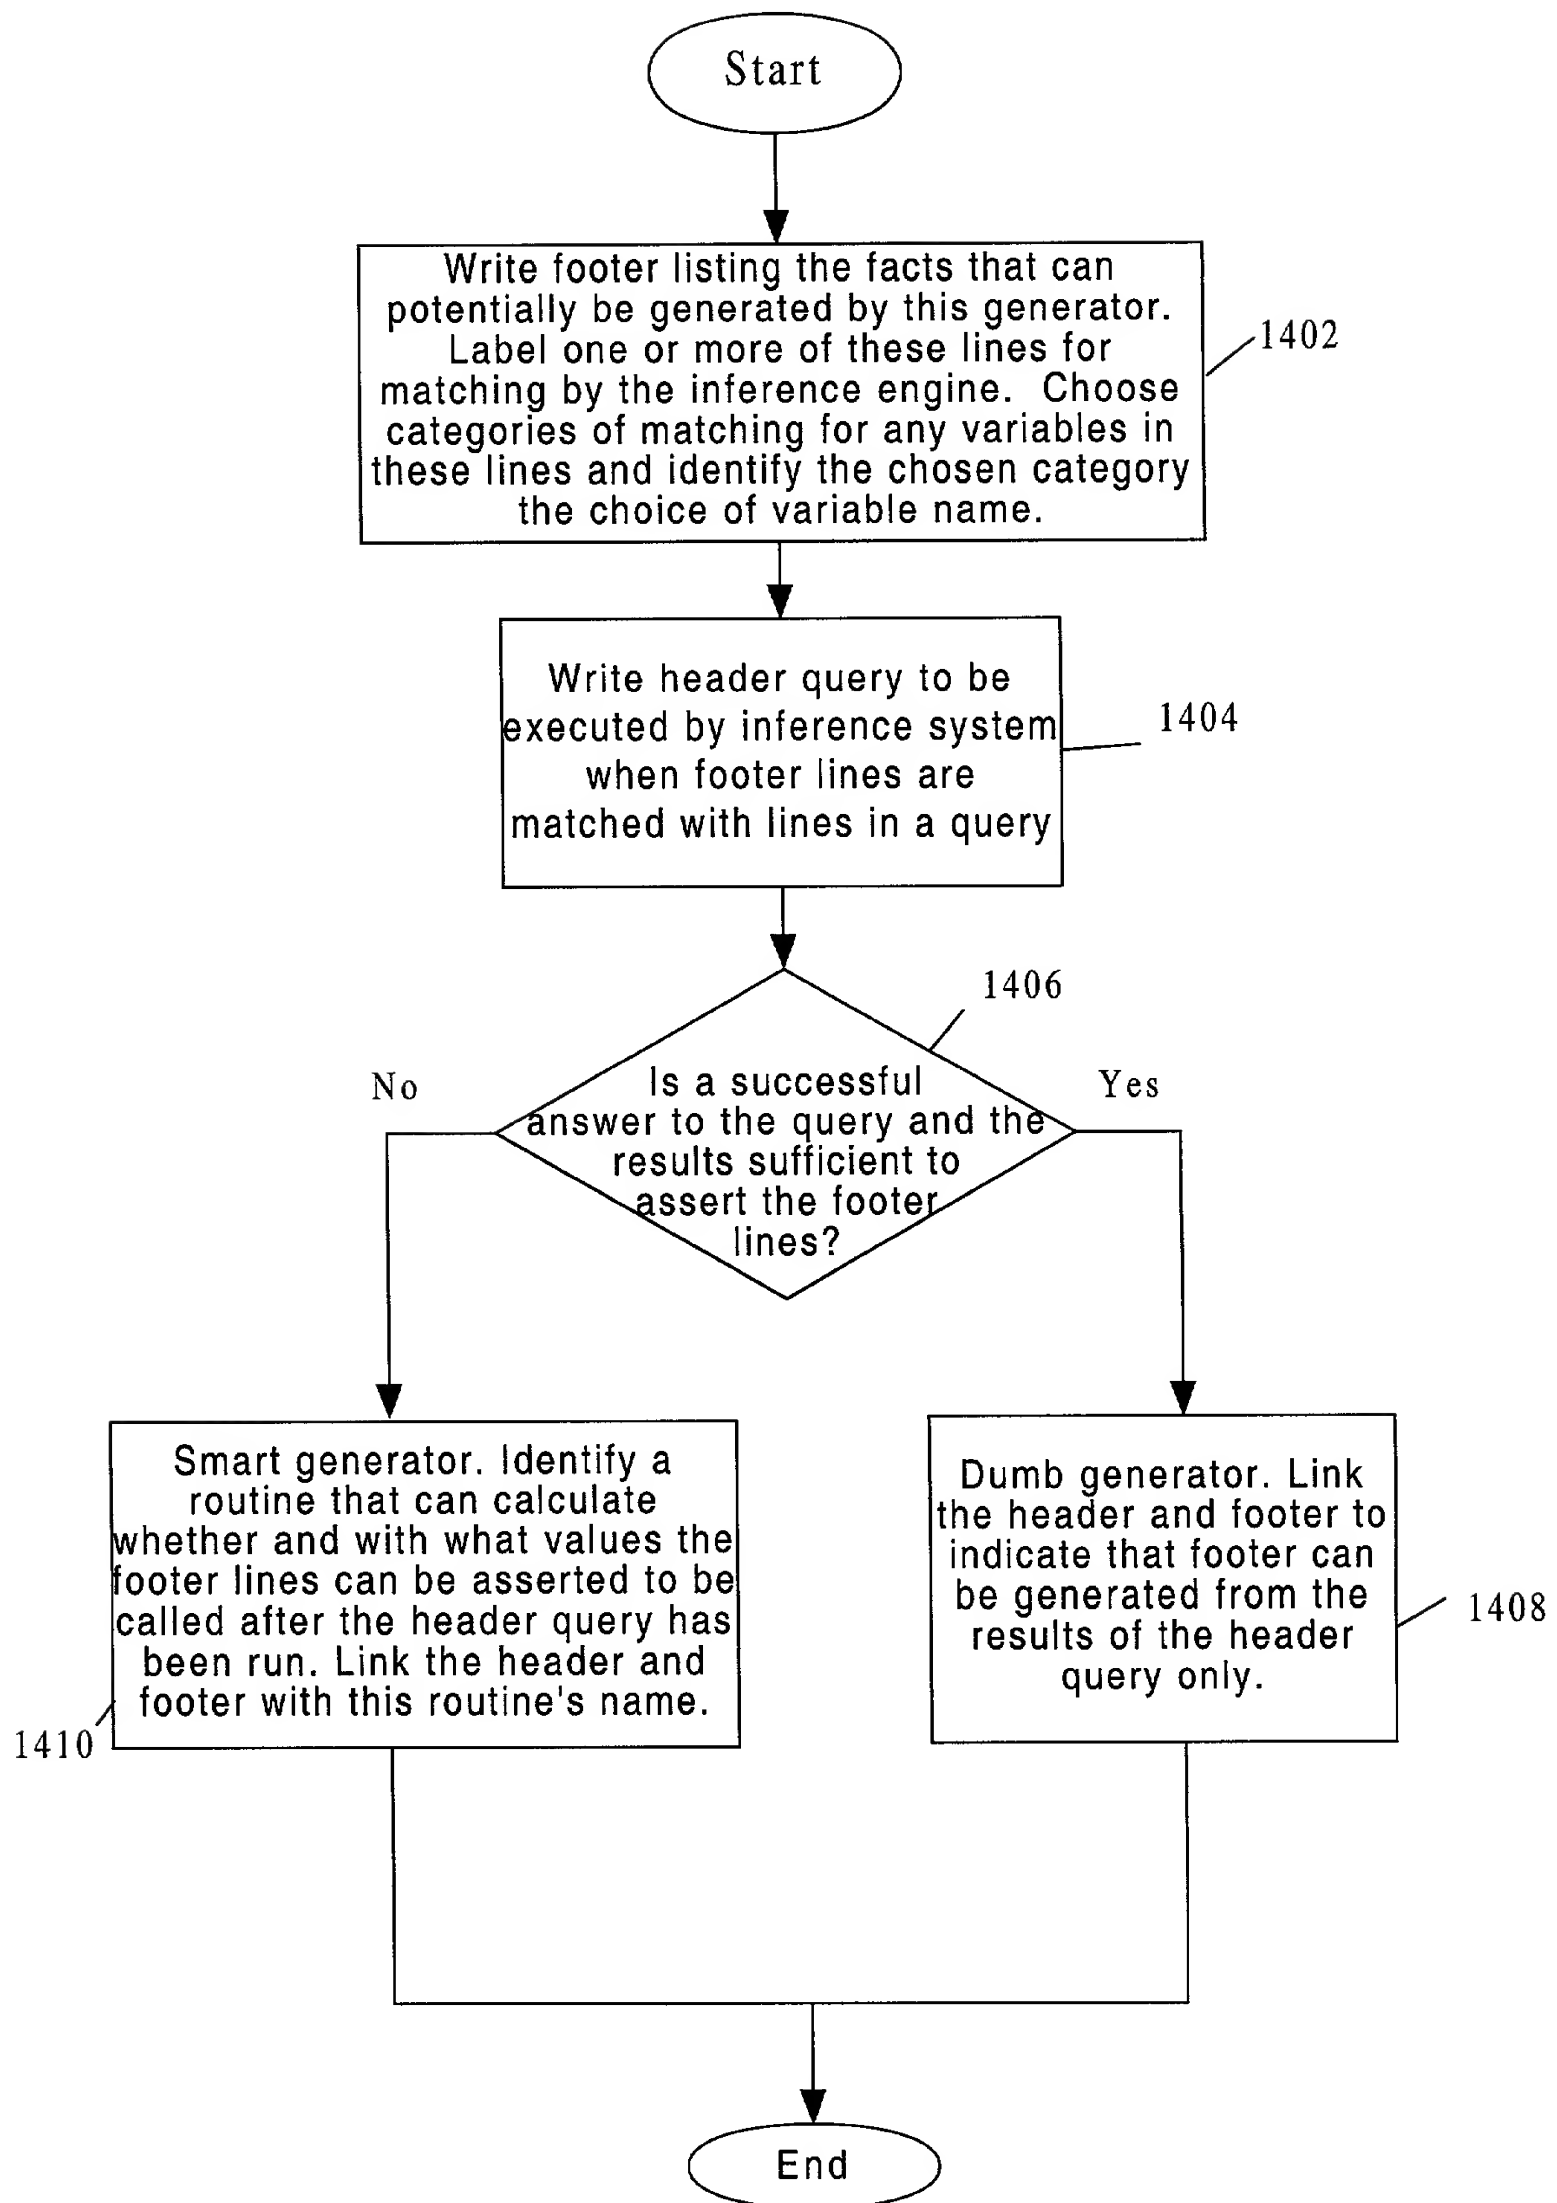 Start
Write footer listing the facts that can
potentially be generated by this generator.
Label one or more of these lines for
matching by the inference engine.  Choose
categories of matching for any variables in
these lines and identify the chosen category
the choice of variable name.
1402
Write header query to be
executed by inference system
when footer lines are
matched with lines in a query
1404
1406
Is a successful
answer to the query and the
results sufficient to
assert the footer
lines?
No
Yes
Smart generator. Identify a
routine that can calculate
whether and with what values the
footer lines can be asserted to be
called after the header query has
been run. Link the header and
footer with this routine's name.
1410
Dumb generator. Link
the header and footer to
indicate that footer can
be generated from the
results of the header
query only.
1408
End